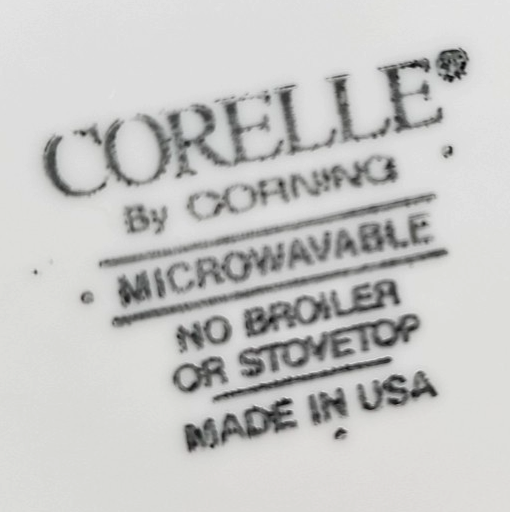 CORELLE®
By CORNING
MICROWAVABLE
NO BROILER
OR STOVETOP
MADE IN USA